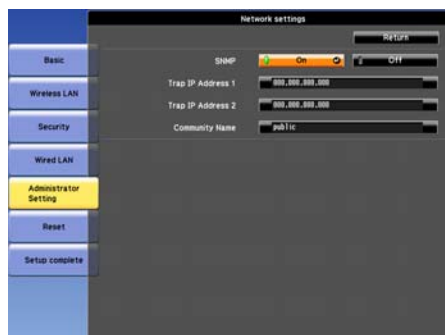 Network settings
Return
Basic
SNMP On Off
Trap IP Address 1 000.000.000.000
Wireless LAN
Trap IP Address 2 000.000.000.000
Security
Community Name public
Wired LAN
Administrator
Setting
Reset
Setup complete